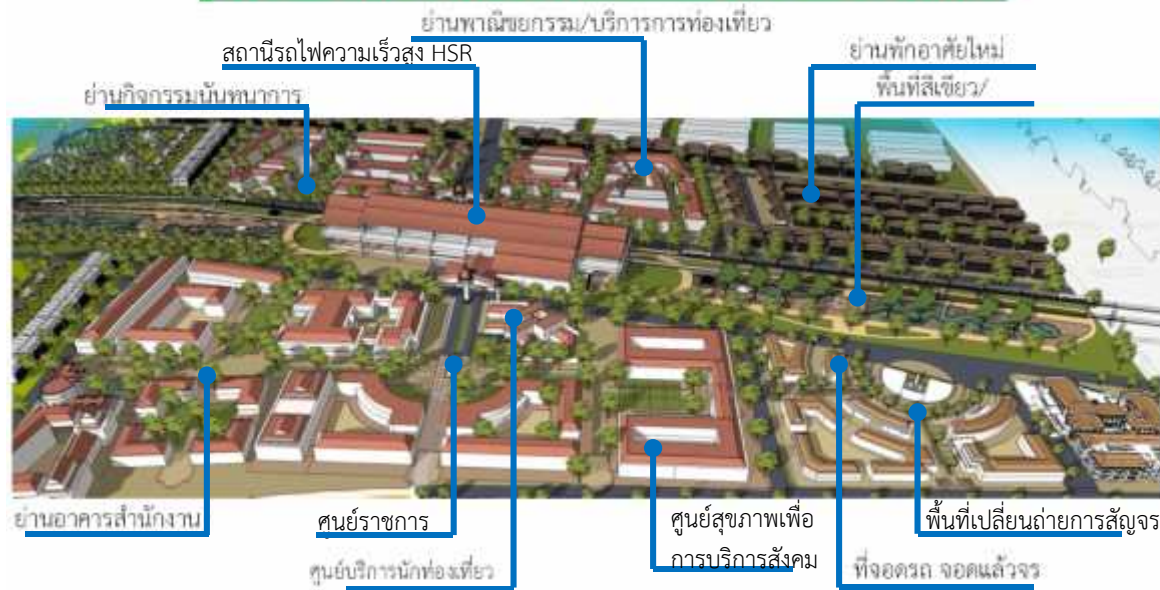 ย่านพาณิชยกรรม/บริการการท่องเที่ยว
สถานีรถไฟความเร็วสูง HSR
ย่านพักอาศัยใหม่
ย่านกิจกรรมนันทนาการ
พื้นที่สีเขียว/
ย่านอาคารสำนักงาน
ศูนย์ราชการ
ศูนย์สุขภาพเพื่อ
การบริการสังคม
พื้นที่เปลี่ยนถ่ายการสัญจร
ศูนย์บริการนักท่องเที่ยว
ที่จอดรถ จอดแล้วจร